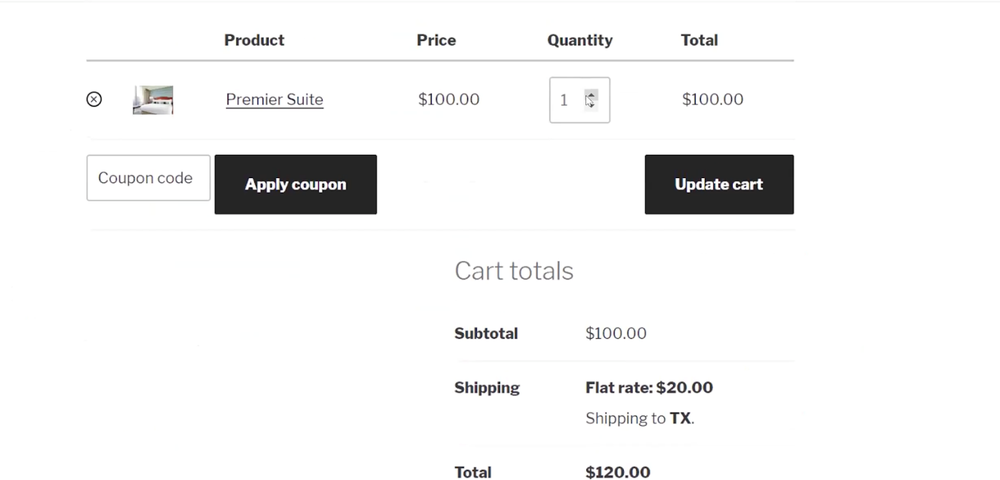 Product Price Quantity Total
Premier Suite $100.00 1 $100.00
Coupon code Apply coupon Update cart
Cart totals
Subtotal $100.00
Shipping Flat rate: $20.00
Shipping to TX.
Total $120.00